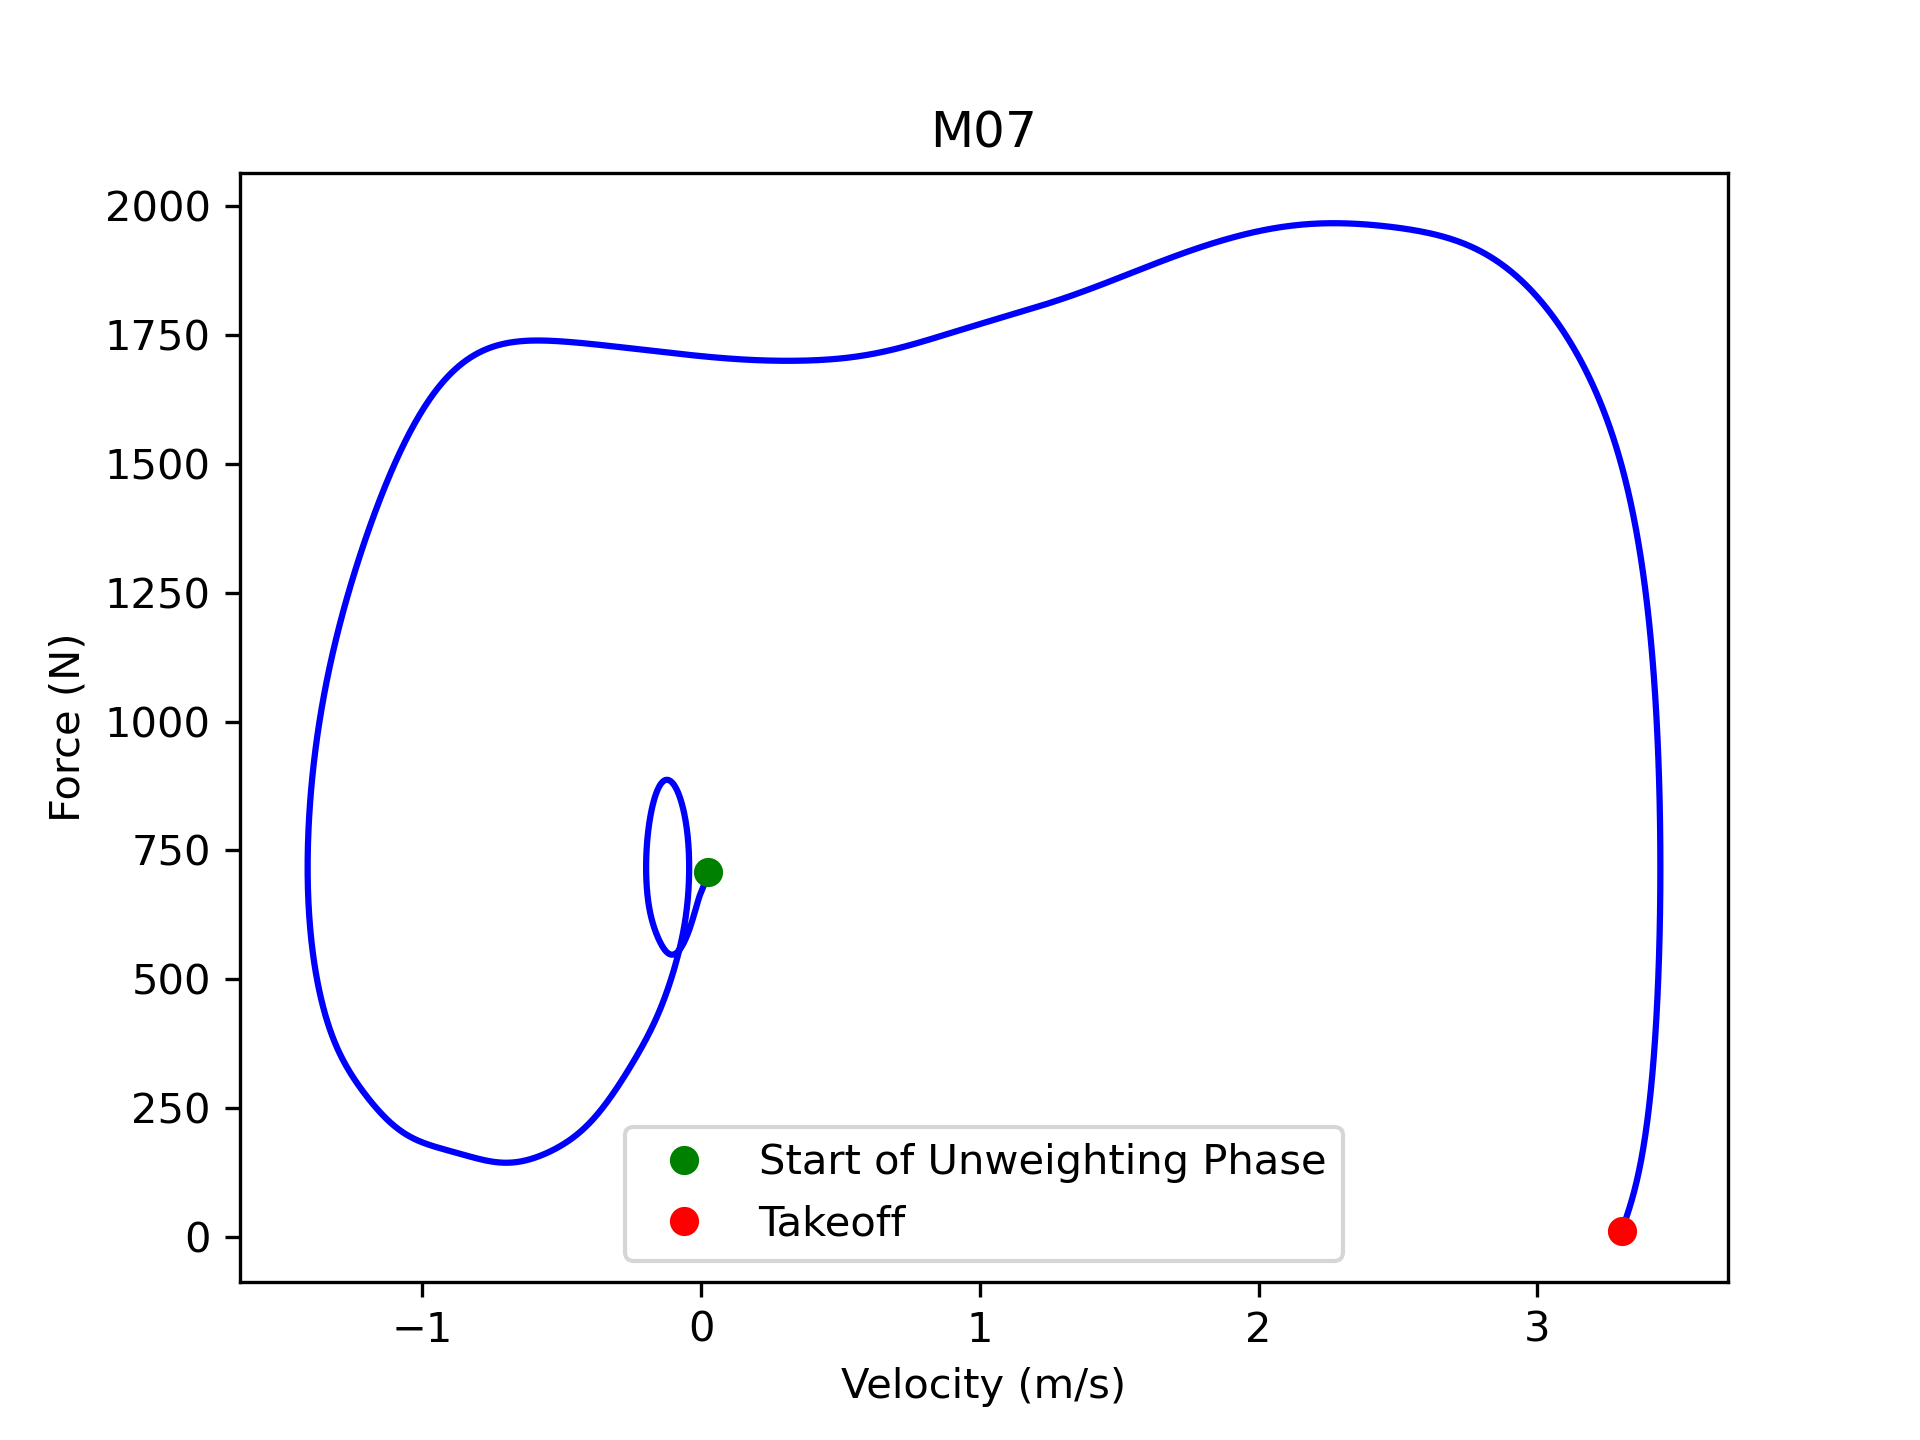 M07
2000
1750
1500
1250
1000
750
500
250
0
Force (N)
Start of Unweighting Phase
Takeoff
−1 0 1 2 3
Velocity (m/s)